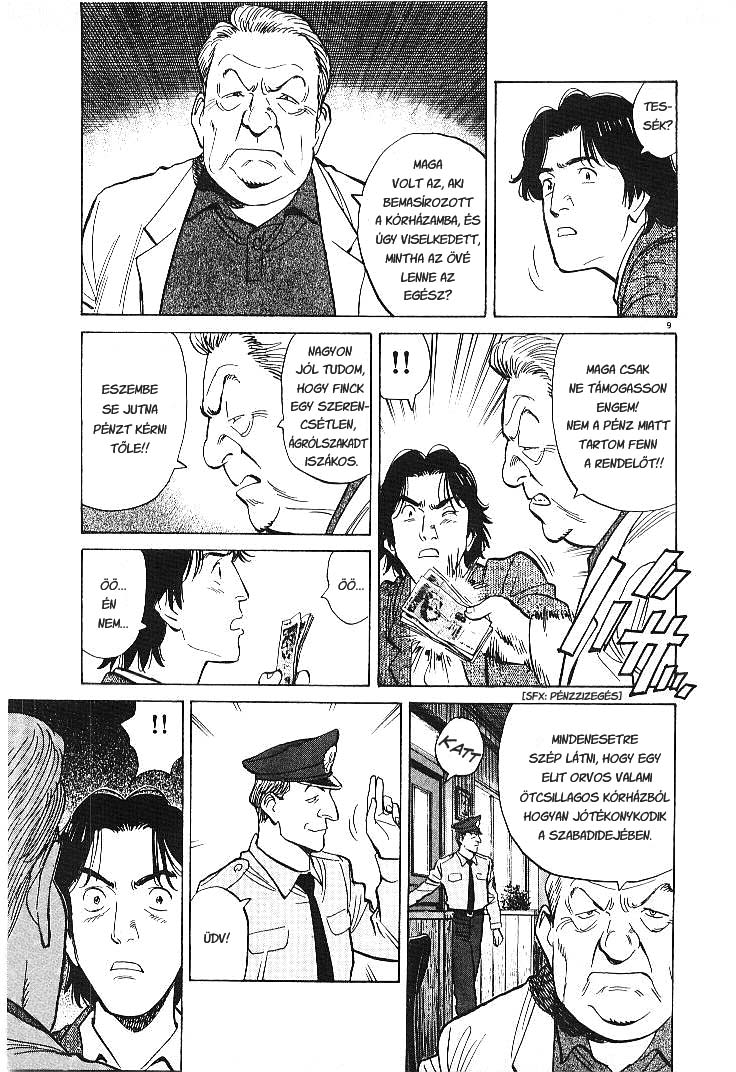 TES-
SÉK?
MAGA
VOLT AZ, AKI
BEMASÍROZOTT
A KÓRHÁZAMBA, ÉS
ÚGY VISELKEDETT,
MINTHA AZ ÖVÉ
LENNE AZ
EGÉSZ?
9
MAGA CSAK
NE TÁMOGASSON
ENGEM!
NEM A PÉNZ MIATT
TARTOM FENN
A RENDELŐT!!
!!
[SFX: PÉNZZIZEGÉS]
NAGYON
JÓL TUDOM,
HOGY FINCK
EGY SZEREN-
CSÉTLEN,
ÁGRÓLSZAKADT
ISZÁKOS.
ESZEMBE
SE JUTNA
PÉNZT KÉRNI
TŐLE!!
ÖÖ...
ÖÖ...
ÉN
NEM...
MINDENESETRE
SZÉP LÁTNI, HOGY EGY
ELIT ORVOS VALAMI
ÖTCSILLAGOS KÓRHÁZBÓL
HOGYAN JÓTÉKONYKODIK
A SZABADIDEJÉBEN.
KATT
ÜDV!
!!